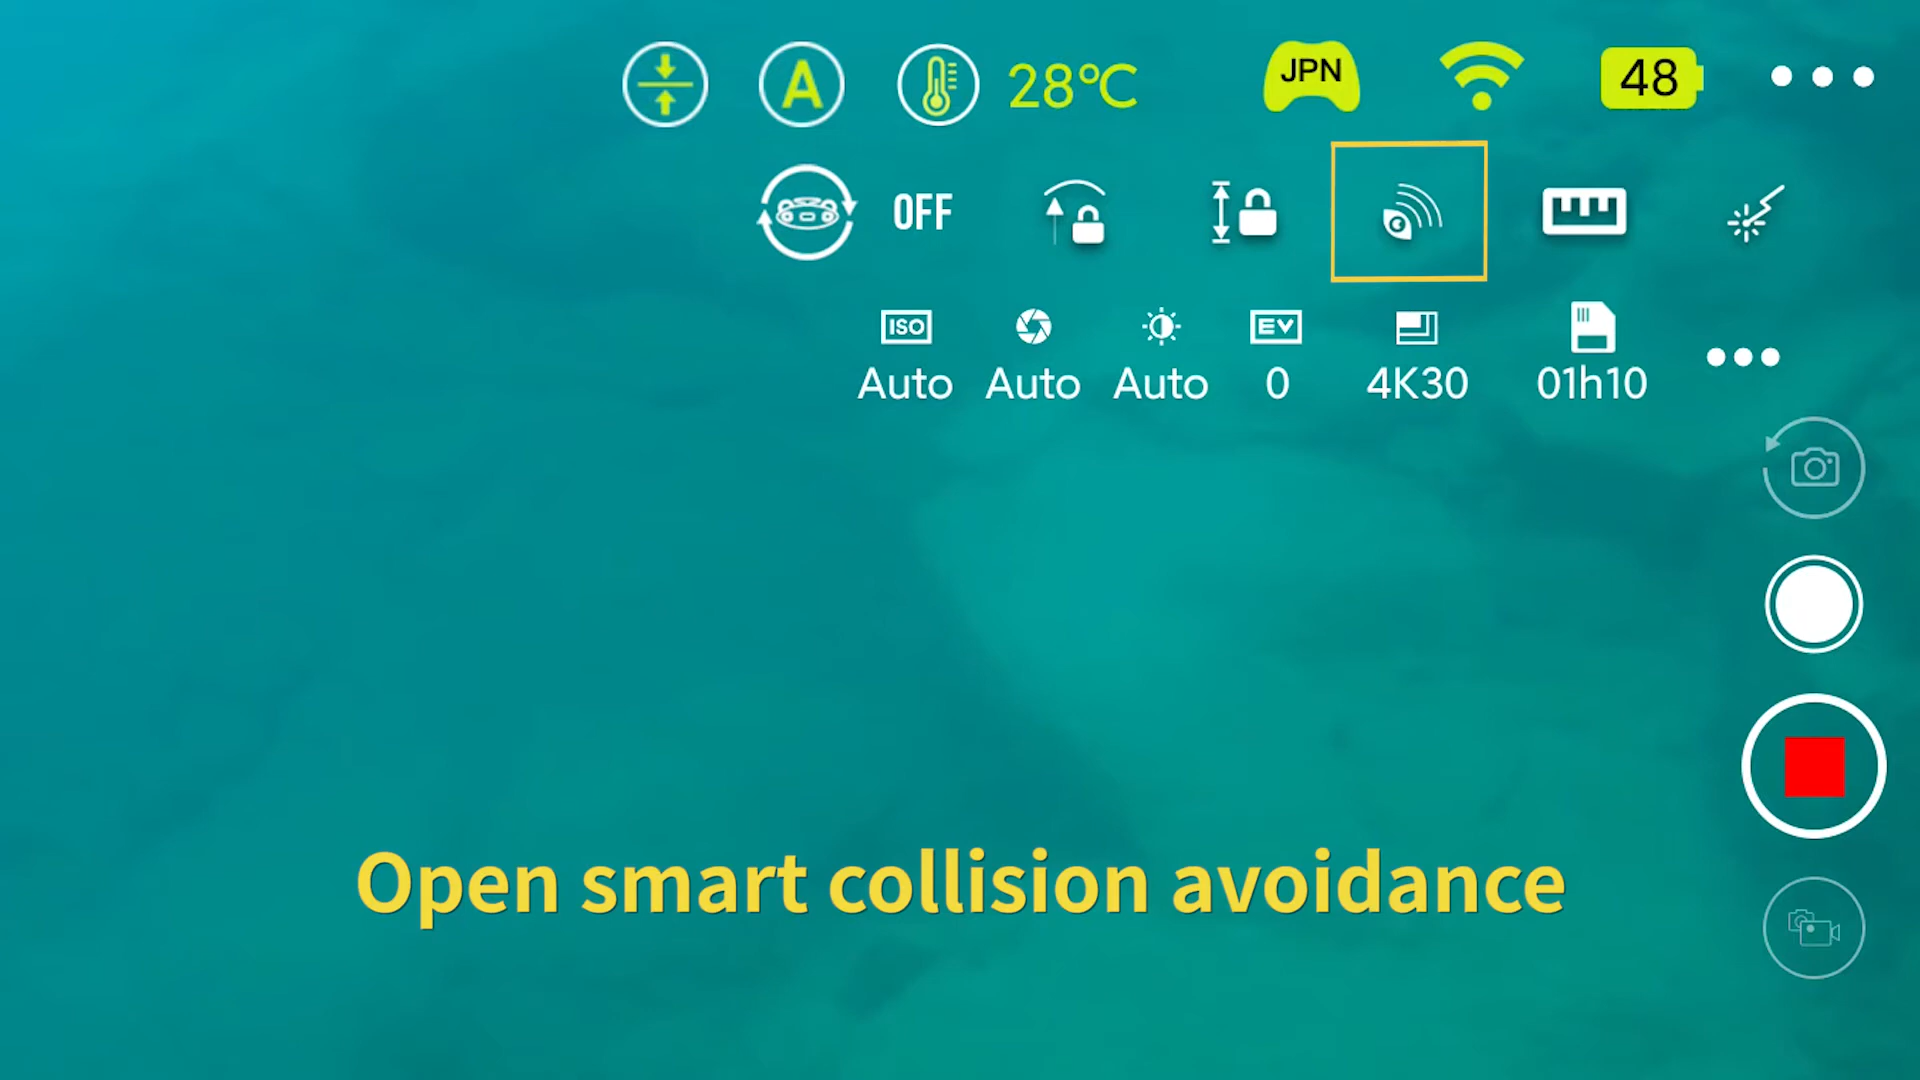 A 28°C JPN 48
OFF
ISO EV
Auto Auto Auto 0 4K30 01h10
Open smart collision avoidance